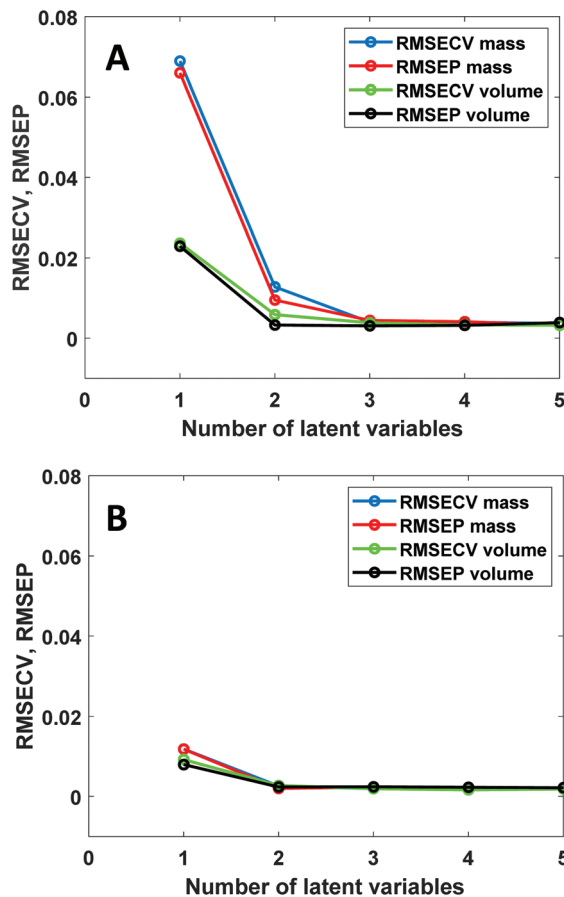 0.08
A
RMSECV mass
RMSEP mass
RMSECV volume
RMSEP volume
0.06
0.04
0.02
0
RMSECV, RMSEP
0 1 2 3 4 5
Number of latent variables
0.08
B
RMSECV mass
RMSEP mass
RMSECV volume
RMSEP volume
0.06
0.04
0.02
0
RMSECV, RMSEP
0 1 2 3 4 5
Number of latent variables